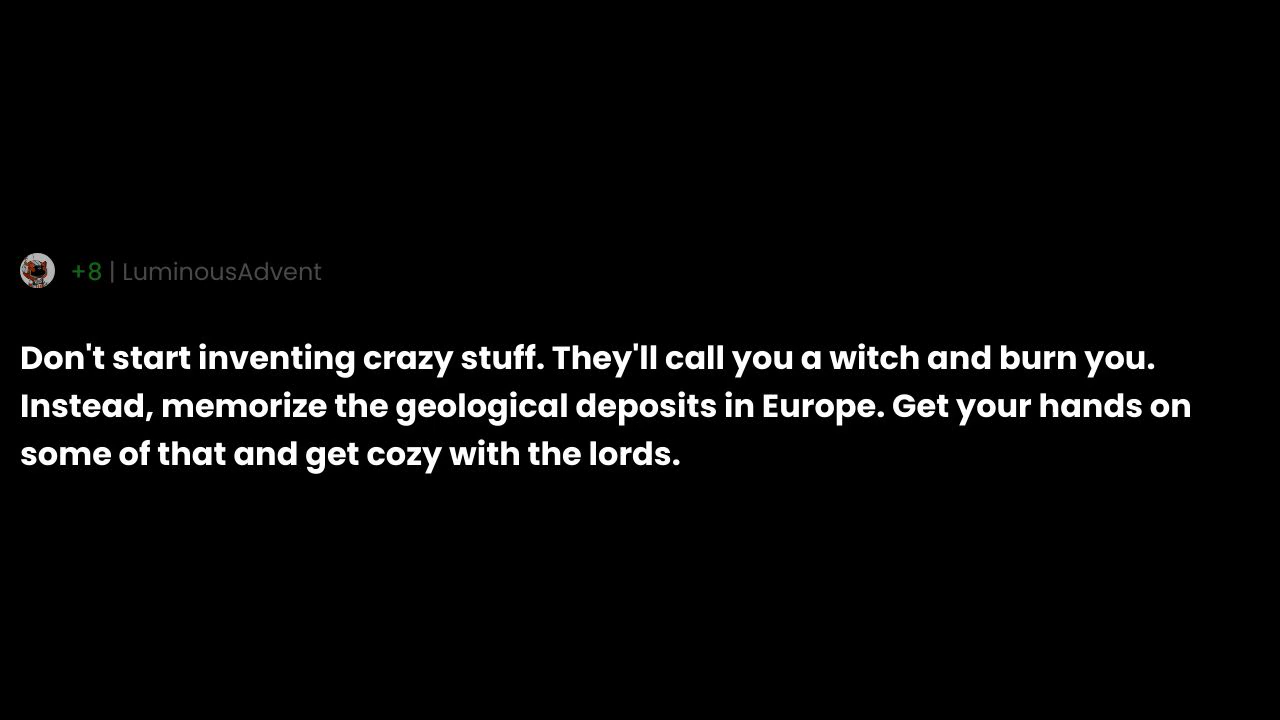 +8 | LuminousAdvent
Don't start inventing crazy stuff. They'll call you a witch and burn you.
Instead, memorize the geological deposits in Europe. Get your hands on
some of that and get cozy with the lords.